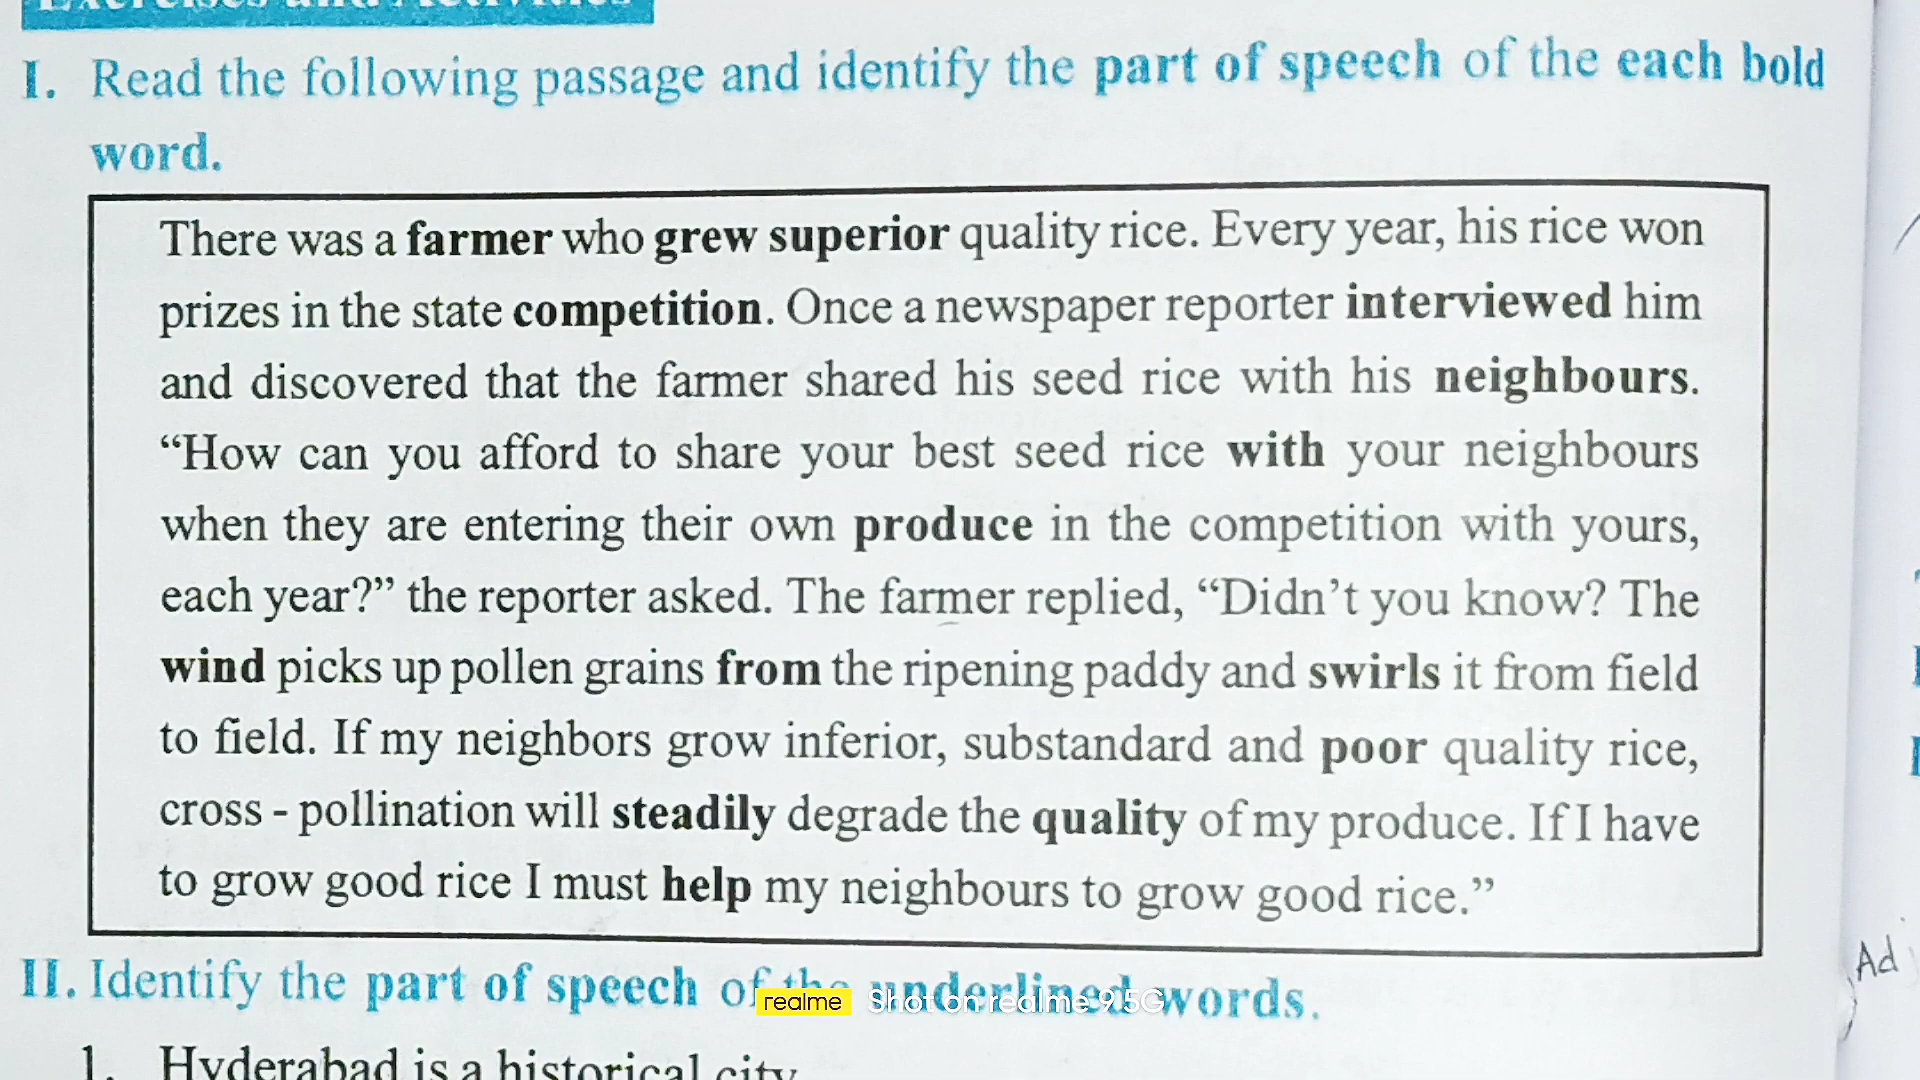 Exercises and Activities
I. Read the following passage and identify the part of speech of the each bold
word.
There was a farmer who grew superior quality rice. Every year, his rice won
prizes in the state competition. Once a newspaper reporter interviewed him
and discovered that the farmer shared his seed rice with his neighbours.
“How can you afford to share your best seed rice with your neighbours
when they are entering their own produce in the competition with yours,
each year?” the reporter asked. The farmer replied, “Didn’t you know? The
wind picks up pollen grains from the ripening paddy and swirls it from field
to field. If my neighbors grow inferior, substandard and poor quality rice,
cross - pollination will steadily degrade the quality of my produce. If I have
to grow good rice I must help my neighbours to grow good rice.”
Ad
II. Identify the part of speech of the underlined words.
realme Shot on realme 9 5G
1. Hyderabad is a historical city